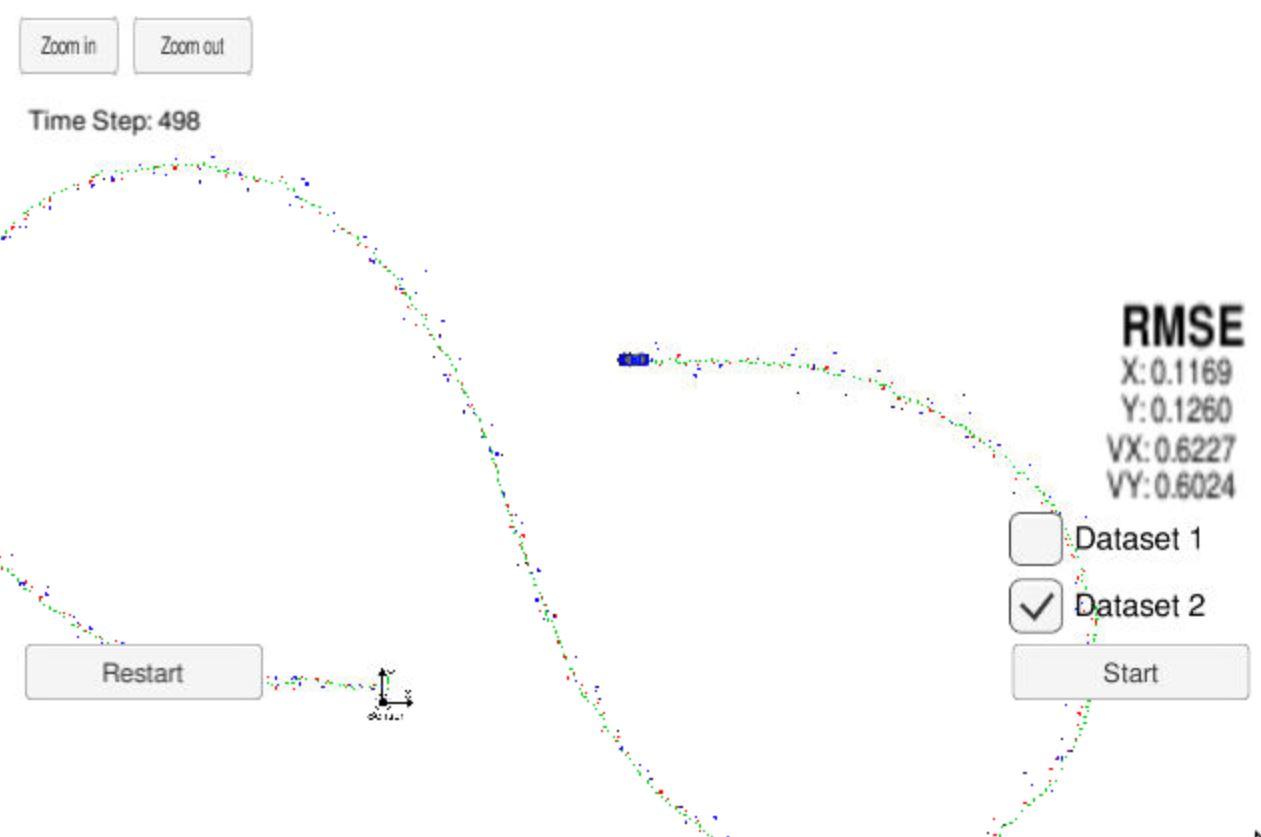 Zoom in
Zoom out
Time Step: 498
RMSE
X: 0.1169
Y: 0.1260
VX: 0.6227
VY: 0.6024
Dataset 1
Dataset 2
Restart
Start
Sensor